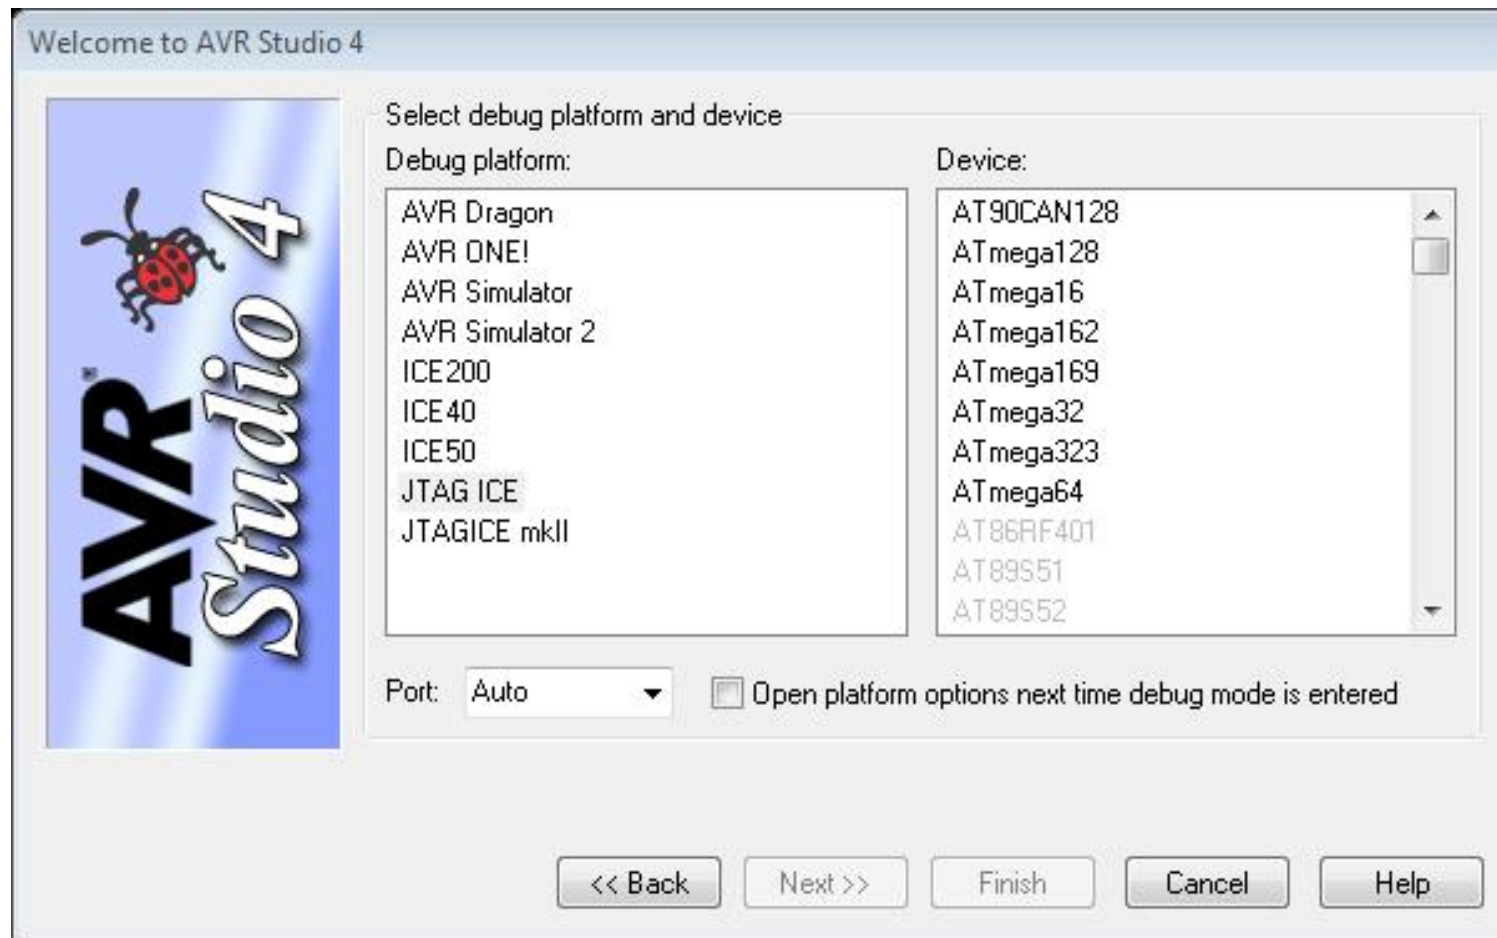 Welcome to AVR Studio 4
AVR Studio 4
Select debug platform and device
Debug platform:
AVR Dragon
AVR ONE!
AVR Simulator
AVR Simulator 2
ICE200
ICE40
ICE50
JTAG ICE
JTAGICE mkII
Device:
AT90CAN128
ATmega128
ATmega16
ATmega162
ATmega169
ATmega32
ATmega323
ATmega64
AT86RF401
AT89S51
AT89S52
Port: Auto
Open platform options next time debug mode is entered
<< Back Next >> Finish Cancel Help